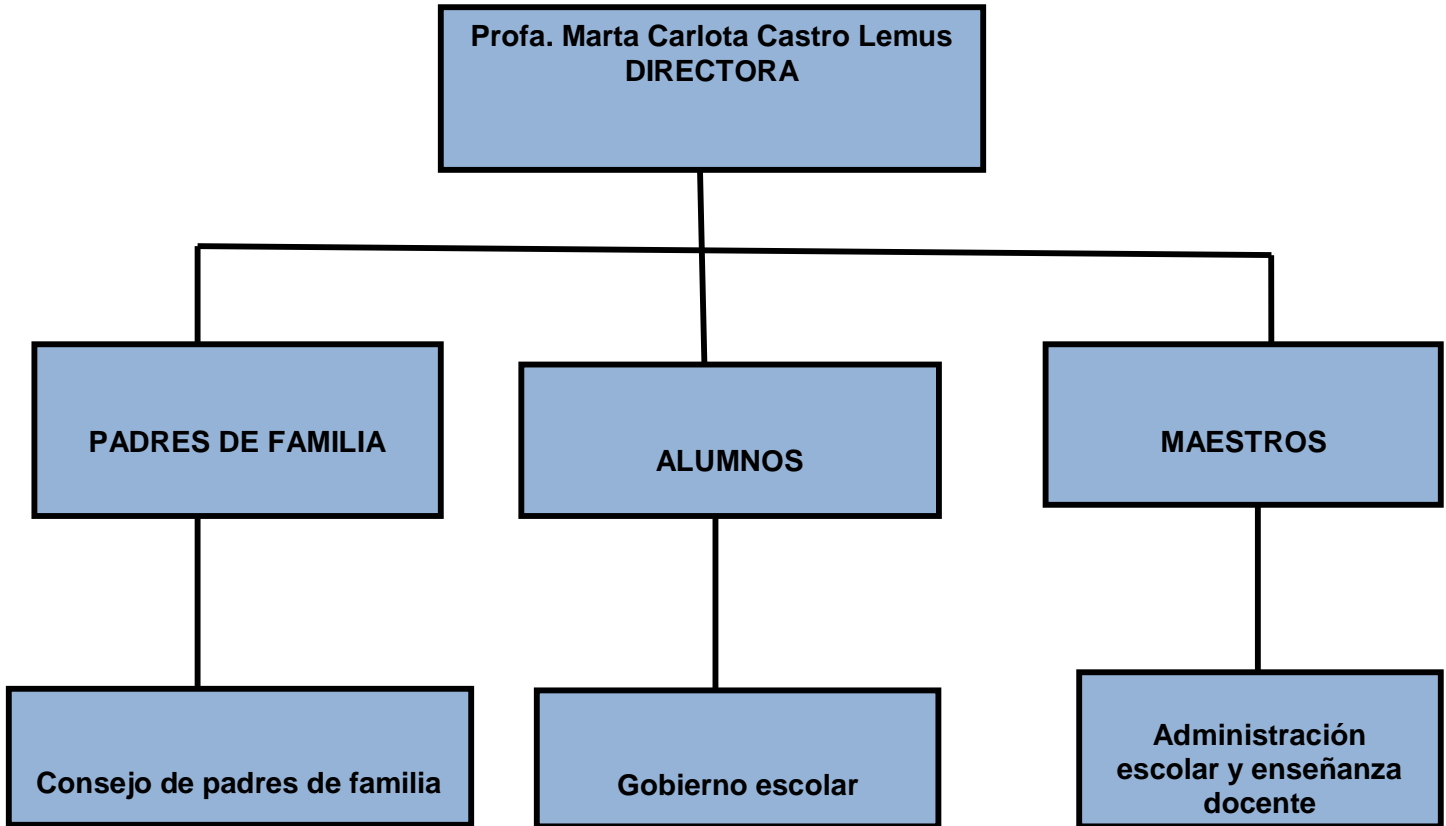 Profa. Marta Carlota Castro Lemus
DIRECTORA
PADRES DE FAMILIA
ALUMNOS
MAESTROS
Consejo de padres de familia
Gobierno escolar
Administración
escolar y enseñanza
docente